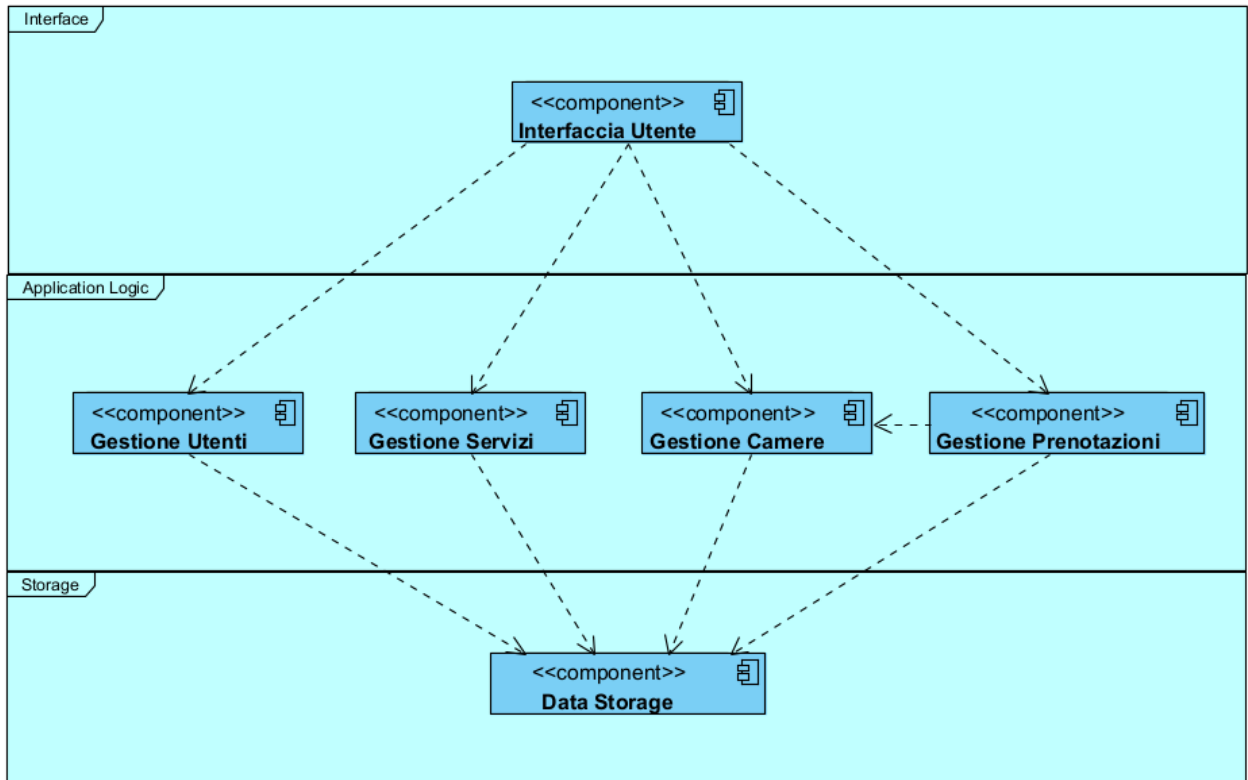 Interface
<<component>>
Interfaccia Utente
Application Logic
<<component>>
Gestione Utenti
<<component>>
Gestione Servizi
<<component>>
Gestione Camere
<<component>>
Gestione Prenotazioni
Storage
<<component>>
Data Storage